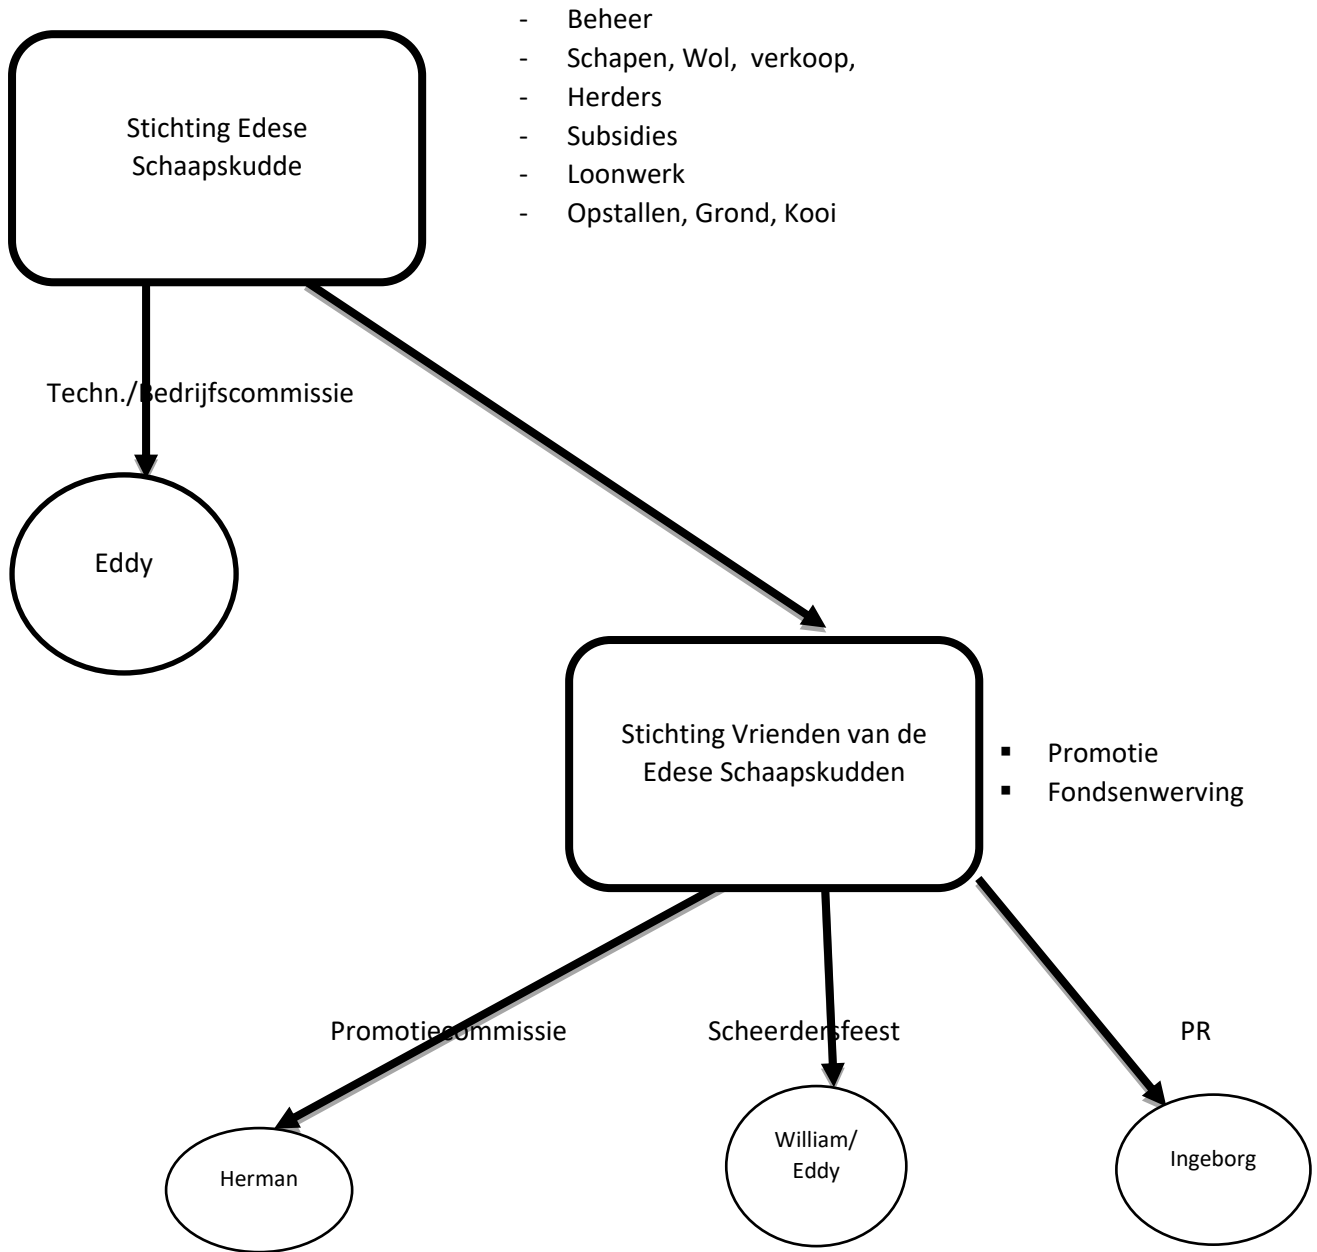 - Beheer
- Schapen, Wol, verkoop,
- Herders
- Subsidies
- Loonwerk
- Opstallen, Grond, Kooi
Stichting Edese
Schaapskudde
Techn./Bedrijfscommissie
Eddy
Stichting Vrienden van de
Edese Schaapskudden
▪ Promotie
▪ Fondsenwerving
Promotiecommissie
Scheerdersfeest
PR
Herman
William/
Eddy
Ingeborg